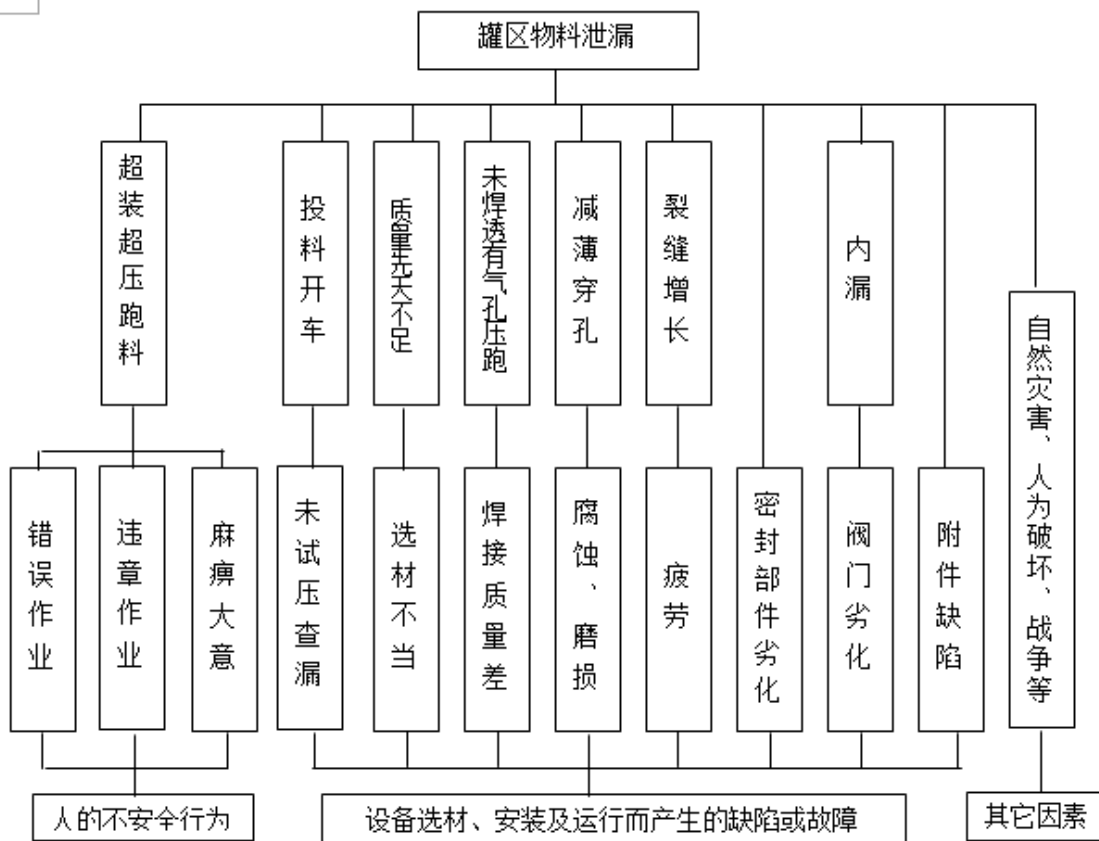 罐区物料泄漏
超装超压跑料
投料开车
质量先天不足
未焊透有气孔压跑
减薄穿孔
裂缝增长
内漏
自然灾害、人为破坏、战争等
错误作业
违章作业
麻痹大意
未试压查漏
选材不当
焊接质量差
腐蚀、磨损
疲劳
密封部件劣化
阀门劣化
附件缺陷
人的不安全行为
设备选材、安装及运行而产生的缺陷或故障
其它因素